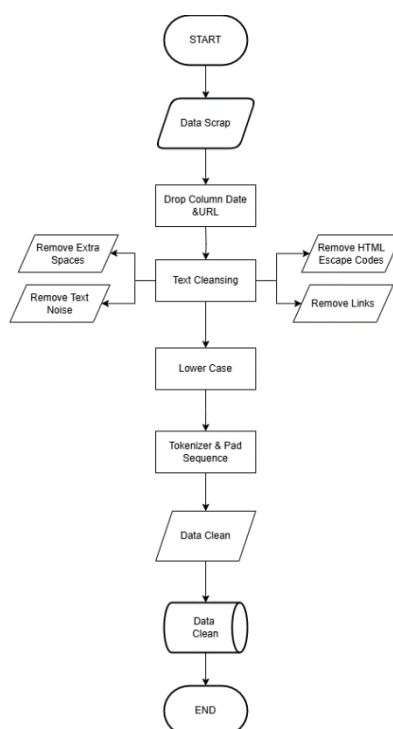 START
Data Scrap
Drop Column Date
&URL
Remove Extra
Spaces
Remove HTML
Escape Codes
Text Cleansing
Remove Text
Noise
Remove Links
Lower Case
Tokenizer & Pad
Sequence
Data Clean
Data
Clean
END